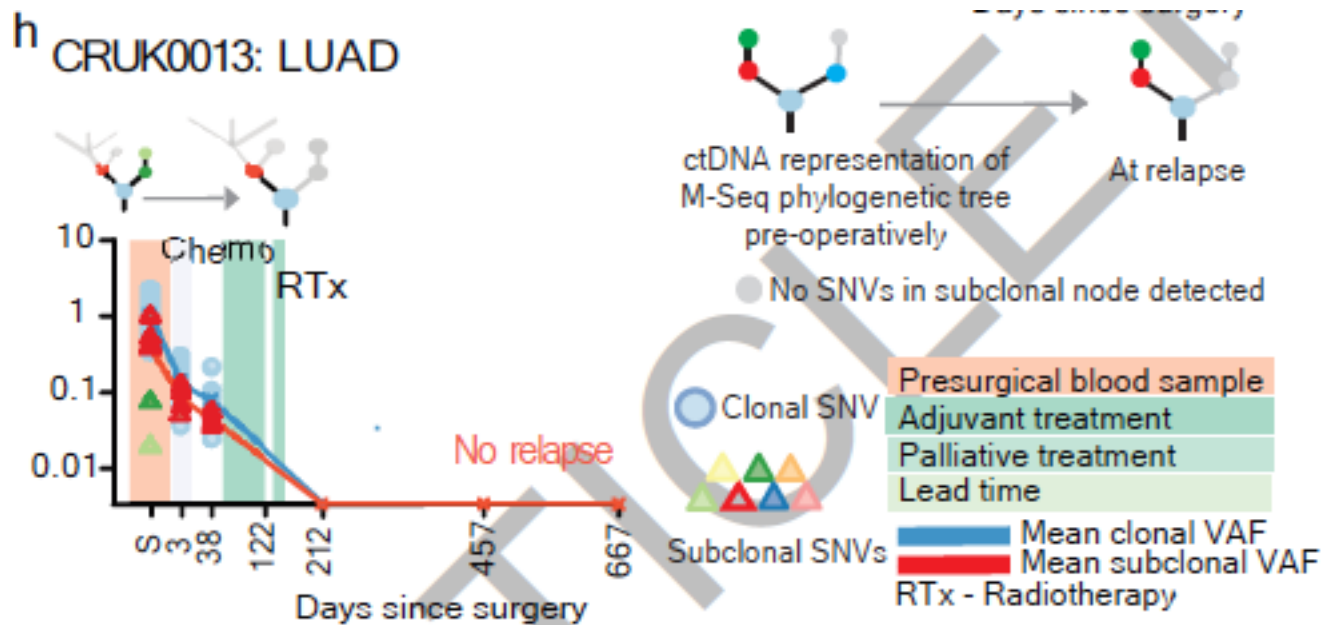 h
CRUK0013: LUAD
Days since surgery
ctDNA representation of
M-Seq phylogenetic tree
pre-operatively
At relapse
No SNVs in subclonal node detected
Chemo
RTx
10
1
0.1
0.01
No relapse
S
3
38
122
212
457
667
Days since surgery
Clonal SNV
Subclonal SNVs
Presurgical blood sample
Adjuvant treatment
Palliative treatment
Lead time
Mean clonal VAF
Mean subclonal VAF
RTx - Radiotherapy
TICLE